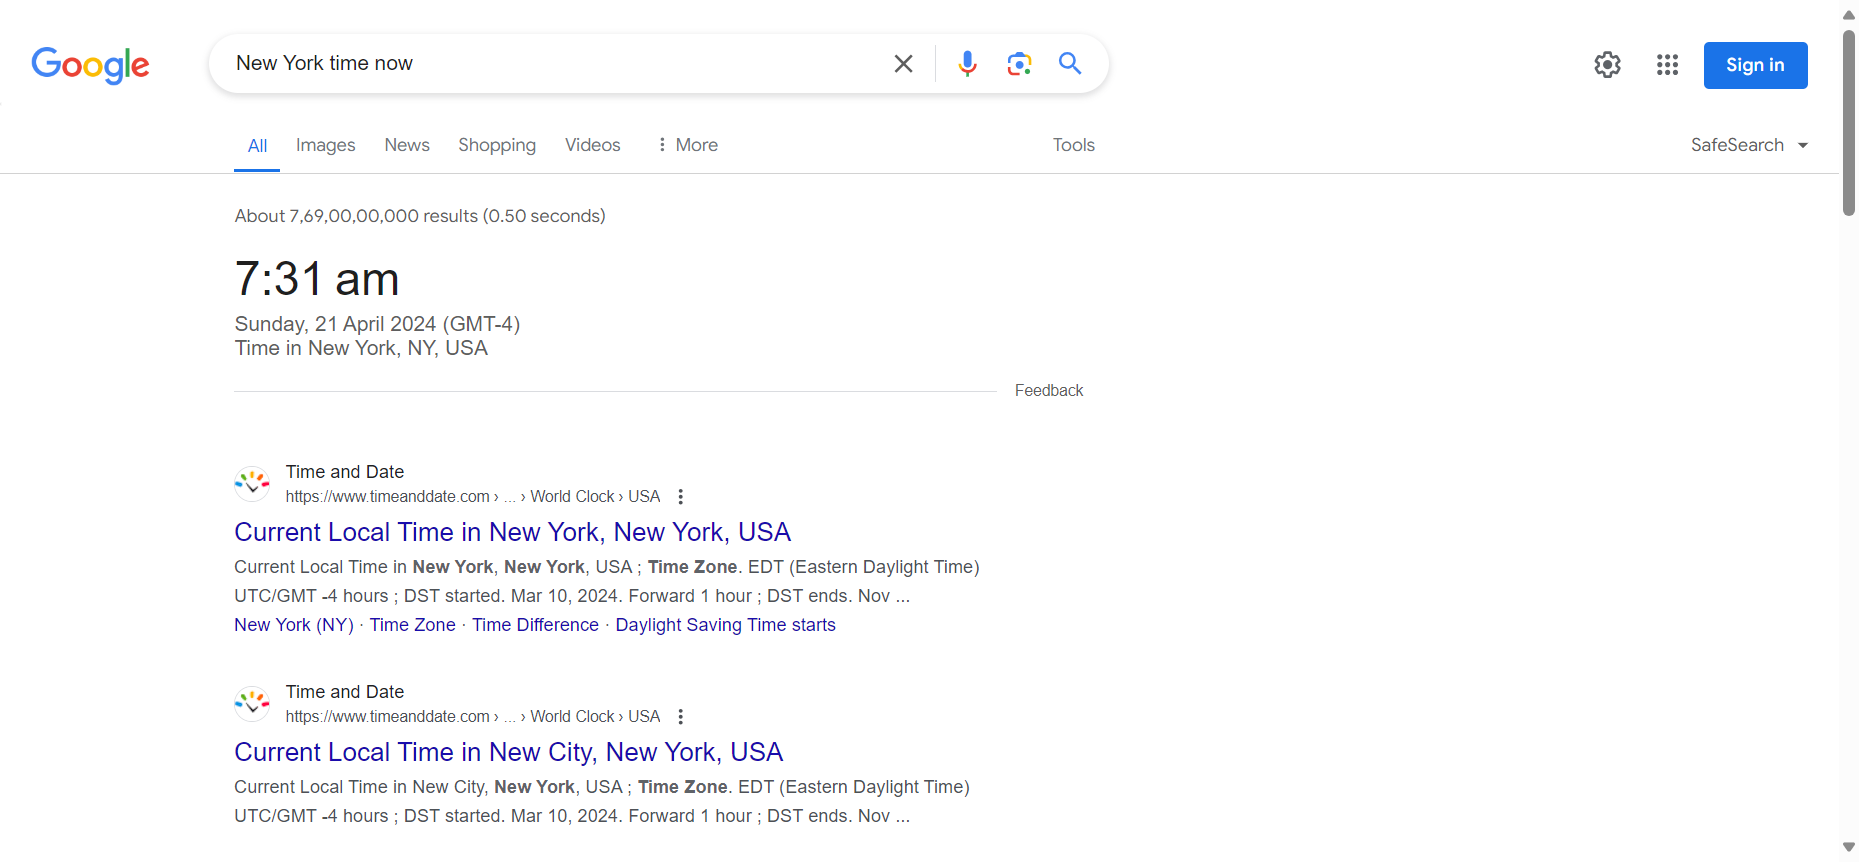 Google
New York time now
Sign in
All Images News Shopping Videos More Tools SafeSearch
About 7,69,00,00,000 results (0.50 seconds)
7:31 am
Sunday, 21 April 2024 (GMT-4)
Time in New York, NY, USA
Feedback
Time and Date
https://www.timeanddate.com › ... › World Clock › USA
Current Local Time in New York, New York, USA
Current Local Time in New York, New York, USA ; Time Zone. EDT (Eastern Daylight Time)
UTC/GMT -4 hours ; DST started. Mar 10, 2024. Forward 1 hour ; DST ends. Nov ...
New York (NY) · Time Zone · Time Difference · Daylight Saving Time starts
Time and Date
https://www.timeanddate.com › ... › World Clock › USA
Current Local Time in New City, New York, USA
Current Local Time in New City, New York, USA ; Time Zone. EDT (Eastern Daylight Time)
UTC/GMT -4 hours ; DST started. Mar 10, 2024. Forward 1 hour ; DST ends. Nov ...